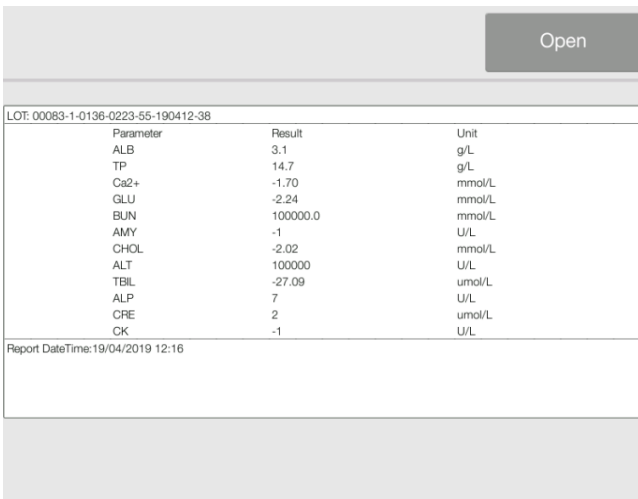 Open
LOT: 00083-1-0136-0223-55-190412-38
Parameter Result Unit
ALB 3.1 g/L
TP 14.7 g/L
Ca2+ -1.70 mmol/L
GLU -2.24 mmol/L
BUN 100000.0 mmol/L
AMY -1 U/L
CHOL -2.02 mmol/L
ALT 100000 U/L
TBIL -27.09 umol/L
ALP 7 U/L
CRE 2 umol/L
CK -1 U/L
Report DateTime:19/04/2019 12:16